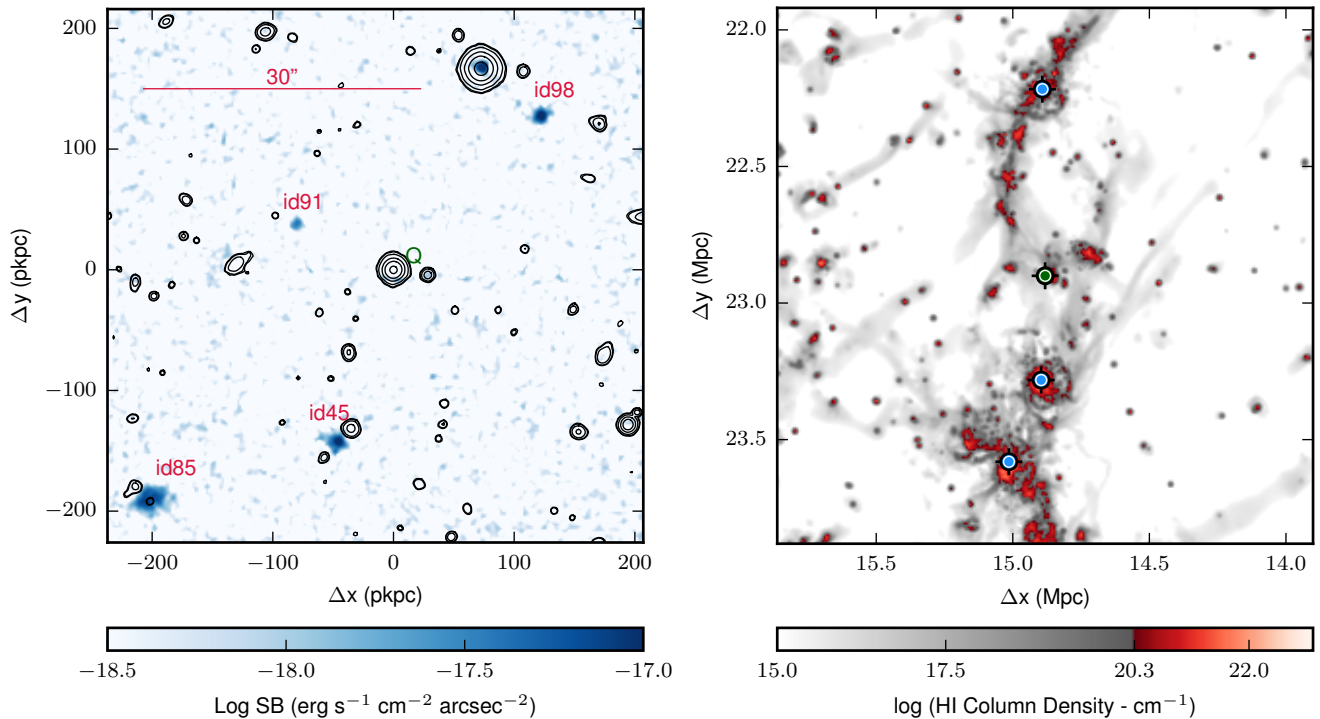 200
100
0
−100
−200
Δy (pkpc)
30”
id98
id91
Q
id45
id85
−200
−100
0
100
200
Δx (pkpc)
−18.5
−18.0
−17.5
−17.0
Log SB (erg s⁻¹ cm⁻² arcsec⁻²)
22.0
22.5
23.0
23.5
Δy (Mpc)
15.5
15.0
14.5
14.0
Δx (Mpc)
15.0
17.5
20.3
22.0
log (HI Column Density - cm⁻¹)